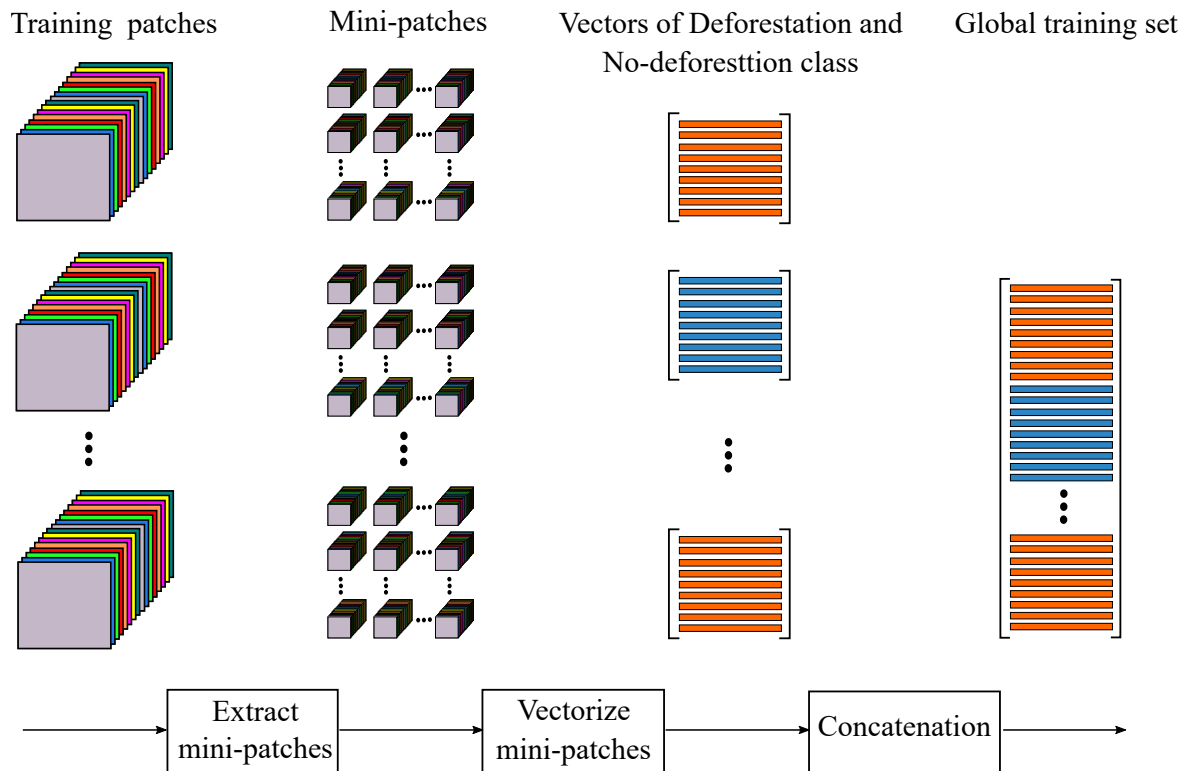 Training patches
Mini-patches
Vectors of Deforestation and
No-deforesttion class
Global training set
Extract
mini-patches
Vectorize
mini-patches
Concatenation